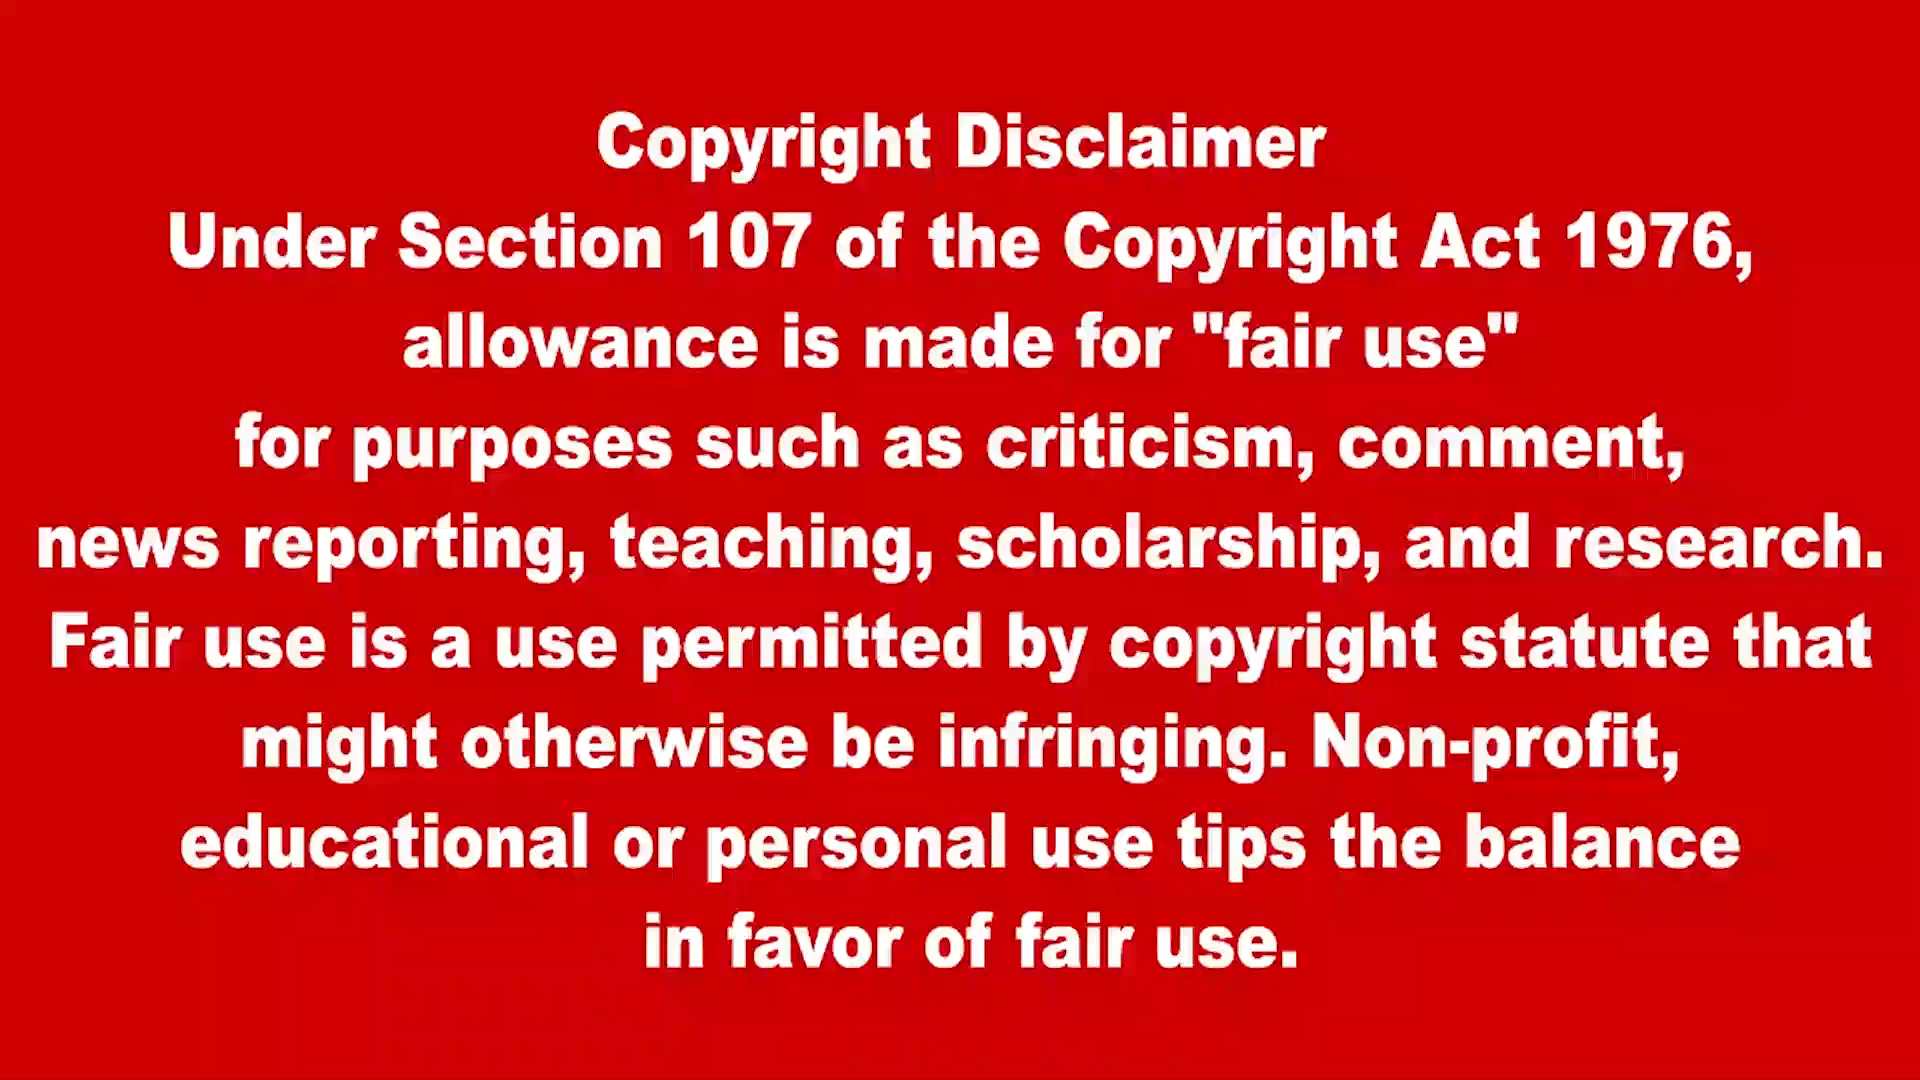 Copyright Disclaimer
Under Section 107 of the Copyright Act 1976,
allowance is made for "fair use"
for purposes such as criticism, comment,
news reporting, teaching, scholarship, and research.
Fair use is a use permitted by copyright statute that
might otherwise be infringing. Non-profit,
educational or personal use tips the balance
in favor of fair use.